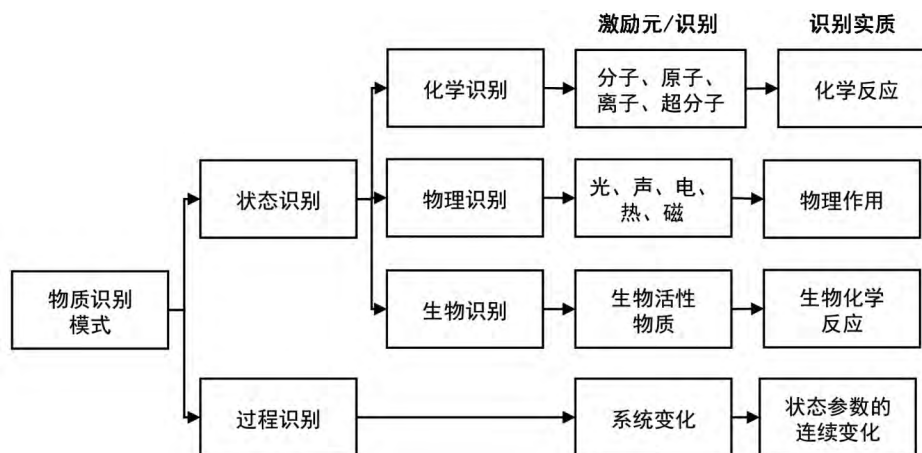 激励元/识别
识别实质
化学识别
分子、原子、
离子、超分子
化学反应
状态识别
物理识别
光、声、电、
热、磁
物理作用
物质识别
模式
生物识别
生物活性
物质
生物化学
反应
过程识别
系统变化
状态参数的
连续变化